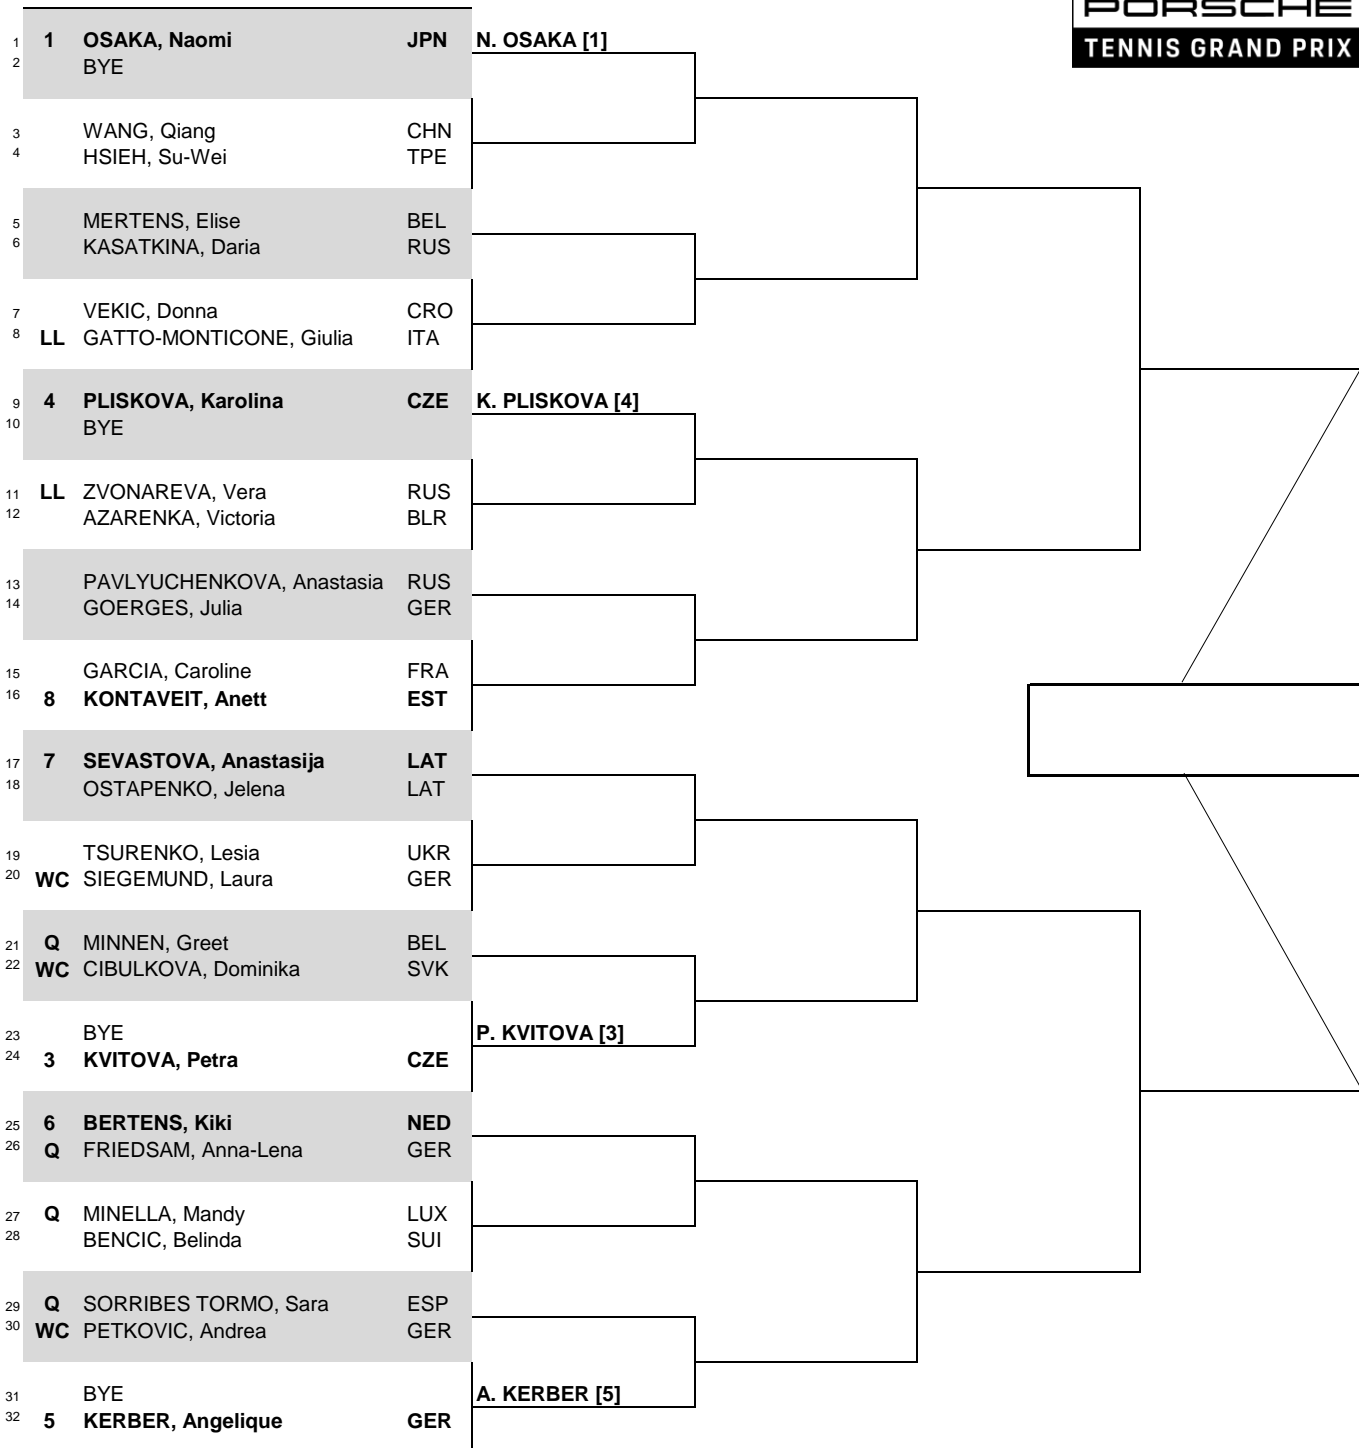 PORSCHE
TENNIS GRAND PRIX
1 1 OSAKA, Naomi JPN N. OSAKA [1]
2 BYE
3 WANG, Qiang CHN
4 HSIEH, Su-Wei TPE
5 MERTENS, Elise BEL
6 KASATKINA, Daria RUS
7 VEKIC, Donna CRO
8 LL GATTO-MONTICONE, Giulia ITA
9 4 PLISKOVA, Karolina CZE K. PLISKOVA [4]
10 BYE
11 LL ZVONAREVA, Vera RUS
12 AZARENKA, Victoria BLR
13 PAVLYUCHENKOVA, Anastasia RUS
14 GOERGES, Julia GER
15 GARCIA, Caroline FRA
16 8 KONTAVEIT, Anett EST
17 7 SEVASTOVA, Anastasija LAT
18 OSTAPENKO, Jelena LAT
19 TSURENKO, Lesia UKR
20 WC SIEGEMUND, Laura GER
21 Q MINNEN, Greet BEL
22 WC CIBULKOVA, Dominika SVK
23 BYE P. KVITOVA [3]
24 3 KVITOVA, Petra CZE
25 6 BERTENS, Kiki NED
26 Q FRIEDSAM, Anna-Lena GER
27 Q MINELLA, Mandy LUX
28 BENCIC, Belinda SUI
29 Q SORRIBES TORMO, Sara ESP
30 WC PETKOVIC, Andrea GER
31 BYE A. KERBER [5]
32 5 KERBER, Angelique GER